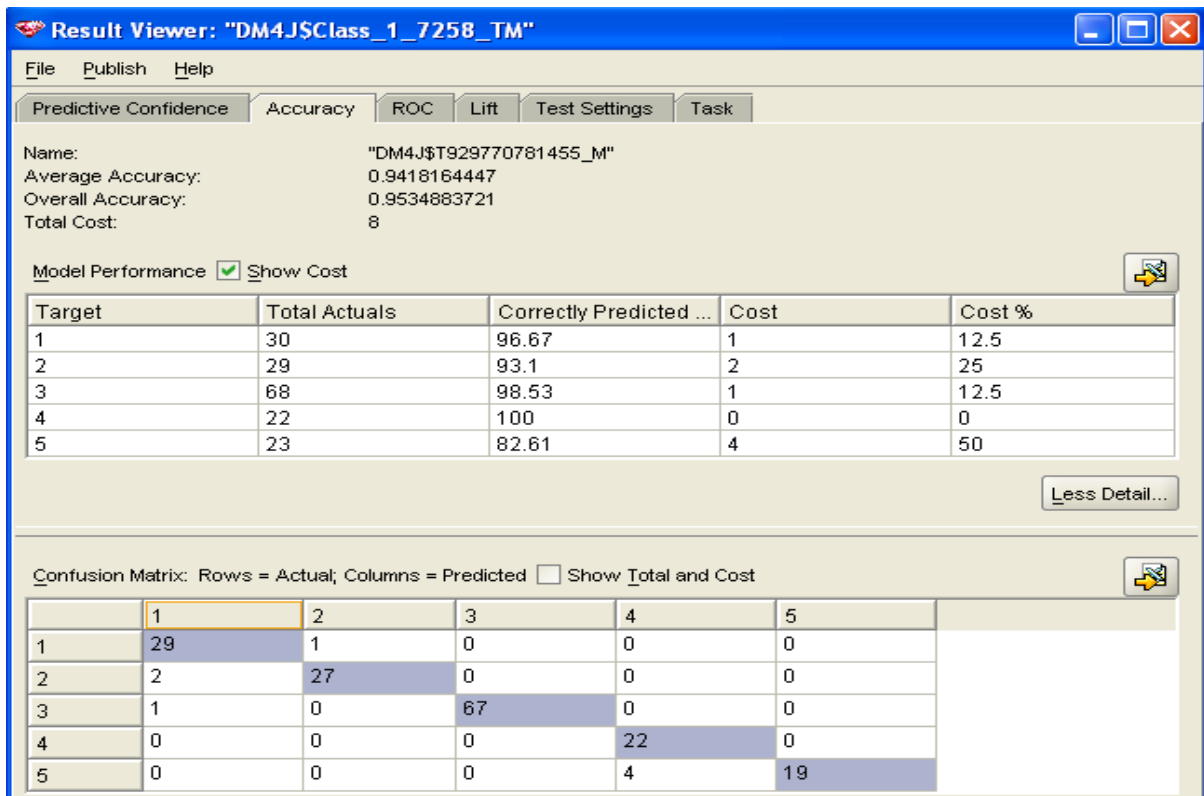 Result Viewer: "DM4J$Class_1_7258_TM"
File Publish Help
Predictive Confidence Accuracy ROC Lift Test Settings Task
Name: "DM4J$T929770781455_M"
Average Accuracy: 0.9418164447
Overall Accuracy: 0.9534883721
Total Cost: 8
Model Performance Show Cost
Target Total Actuals Correctly Predicted ... Cost Cost %
1 30 96.67 1 12.5
2 29 93.1 2 25
3 68 98.53 1 12.5
4 22 100 0 0
5 23 82.61 4 50
Less Detail...
Confusion Matrix: Rows = Actual; Columns = Predicted Show Total and Cost
1 2 3 4 5
1 29 1 0 0 0
2 2 27 0 0 0
3 1 0 67 0 0
4 0 0 0 22 0
5 0 0 0 4 19